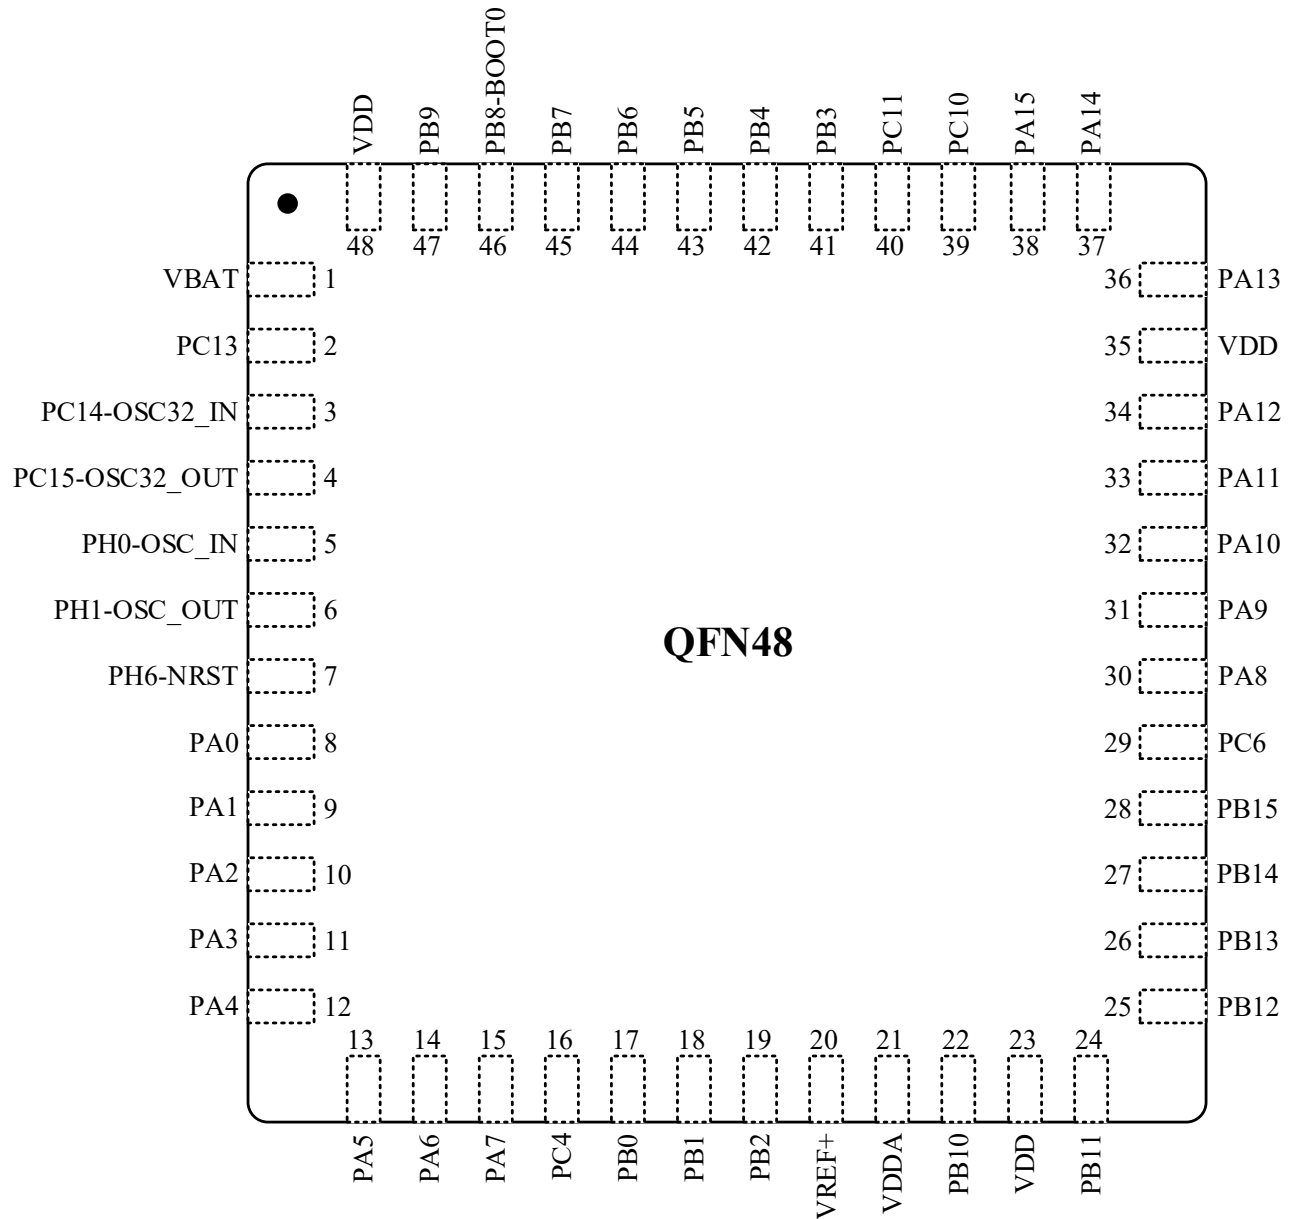 VDD
PB9
PB8-BOOT0
PB7
PB6
PB5
PB4
PB3
PC11
PC10
PA15
PA14
48 47 46 45 44 43 42 41 40 39 38 37
VBAT 1
36 PA13
PC13 2
35 VDD
PC14-OSC32_IN 3
34 PA12
PC15-OSC32_OUT 4
33 PA11
PH0-OSC_IN 5
32 PA10
PH1-OSC_OUT 6
31 PA9
QFN48
PH6-NRST 7
30 PA8
PA0 8
29 PC6
PA1 9
28 PB15
PA2 10
27 PB14
PA3 11
26 PB13
PA4 12
25 PB12
13 14 15 16 17 18 19 20 21 22 23 24
PA5
PA6
PA7
PC4
PB0
PB1
PB2
VREF+
VDDA
PB10
VDD
PB11